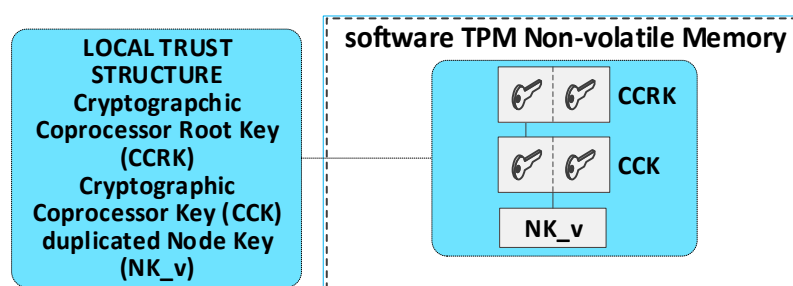 LOCAL TRUST
STRUCTURE
Cryptograpchic
Coprocessor Root Key
(CCRK)
Cryptographic
Coprocessor Key (CCK)
duplicated Node Key
(NK_v)
software TPM Non-volatile Memory
CCRK
CCK
NK_v